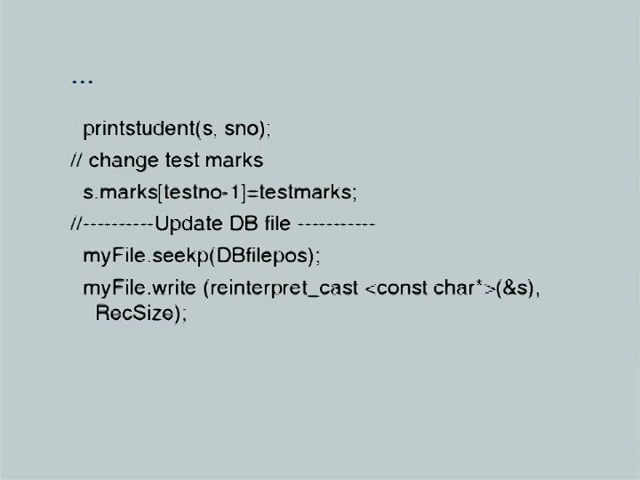 ...
printstudent(s, sno);
// change test marks
s.marks[testno-1]=testmarks;
//----------Update DB file -----------
myFile.seekp(DBfilepos);
myFile.write (reinterpret_cast <const char*>(&s),
RecSize);